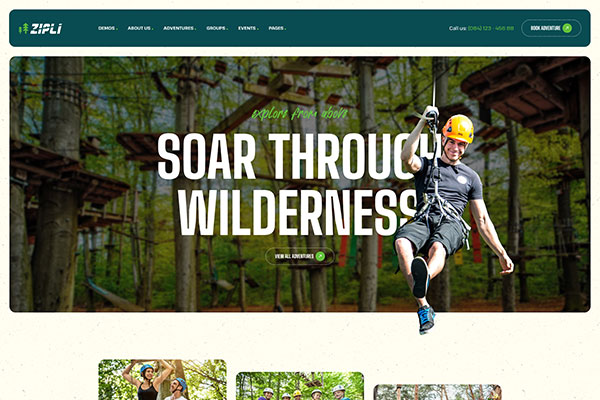 ZIPLI
DEMOS
ABOUT US
ADVENTURES
GROUPS
EVENTS
PAGES
Call us: (084) 123 - 456 88
BOOK ADVENTURE
explore from above
SOAR THROUGH
WILDERNESS
VIEW ALL ADVENTURES